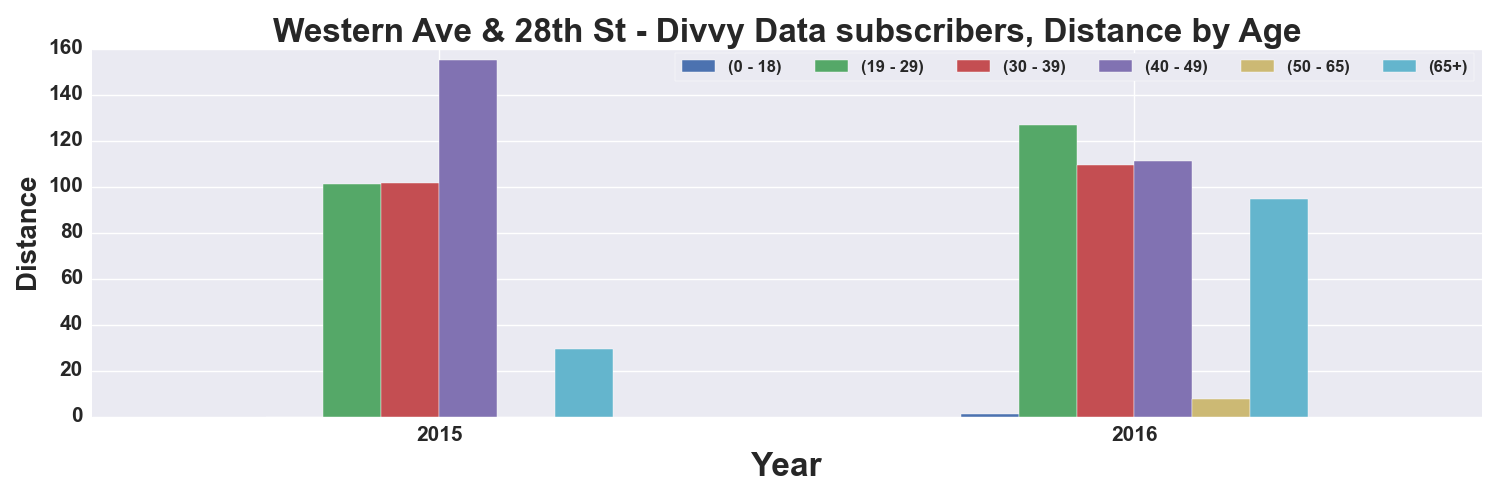 Western Ave & 28th St - Divvy Data subscribers, Distance by Age
(0 - 18) (19 - 29) (30 - 39) (40 - 49) (50 - 65) (65+)
Distance
160
140
120
100
80
60
40
20
0
2015 2016
Year